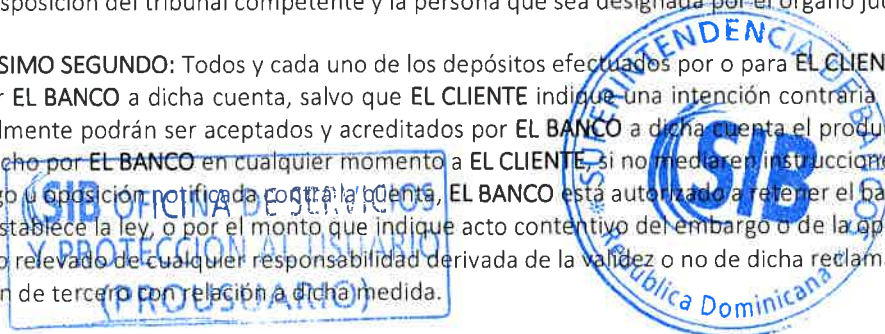 sposición del tribunal competente y la persona que sea designada por el órgano ju
SIMO SEGUNDO: Todos y cada uno de los depósitos efectuados por o para EL CLIEN
r EL BANCO a dicha cuenta, salvo que EL CLIENTE indique una intención contraria
lmente podrán ser aceptados y acreditados por EL BANCO a dicha cuenta el produ
cho por EL BANCO en cualquier momento a EL CLIENTE, si no mediaren instruccione
go u oposición notificada contra la cuenta, EL BANCO está autorizado a retener el ba
stablece la ley, o por el monto que indique acto contentivo del embargo o de la op
o relevado de cualquier responsabilidad derivada de la validez o no de dicha reclam
n de tercero con relación a dicha medida.
SIB OFICINA DE SERVICIOS
Y PROTECCIÓN AL USUARIO
(PROUSUARIO)
SUPERINTENDENCIA DE BANCOS
SIB
República Dominicana